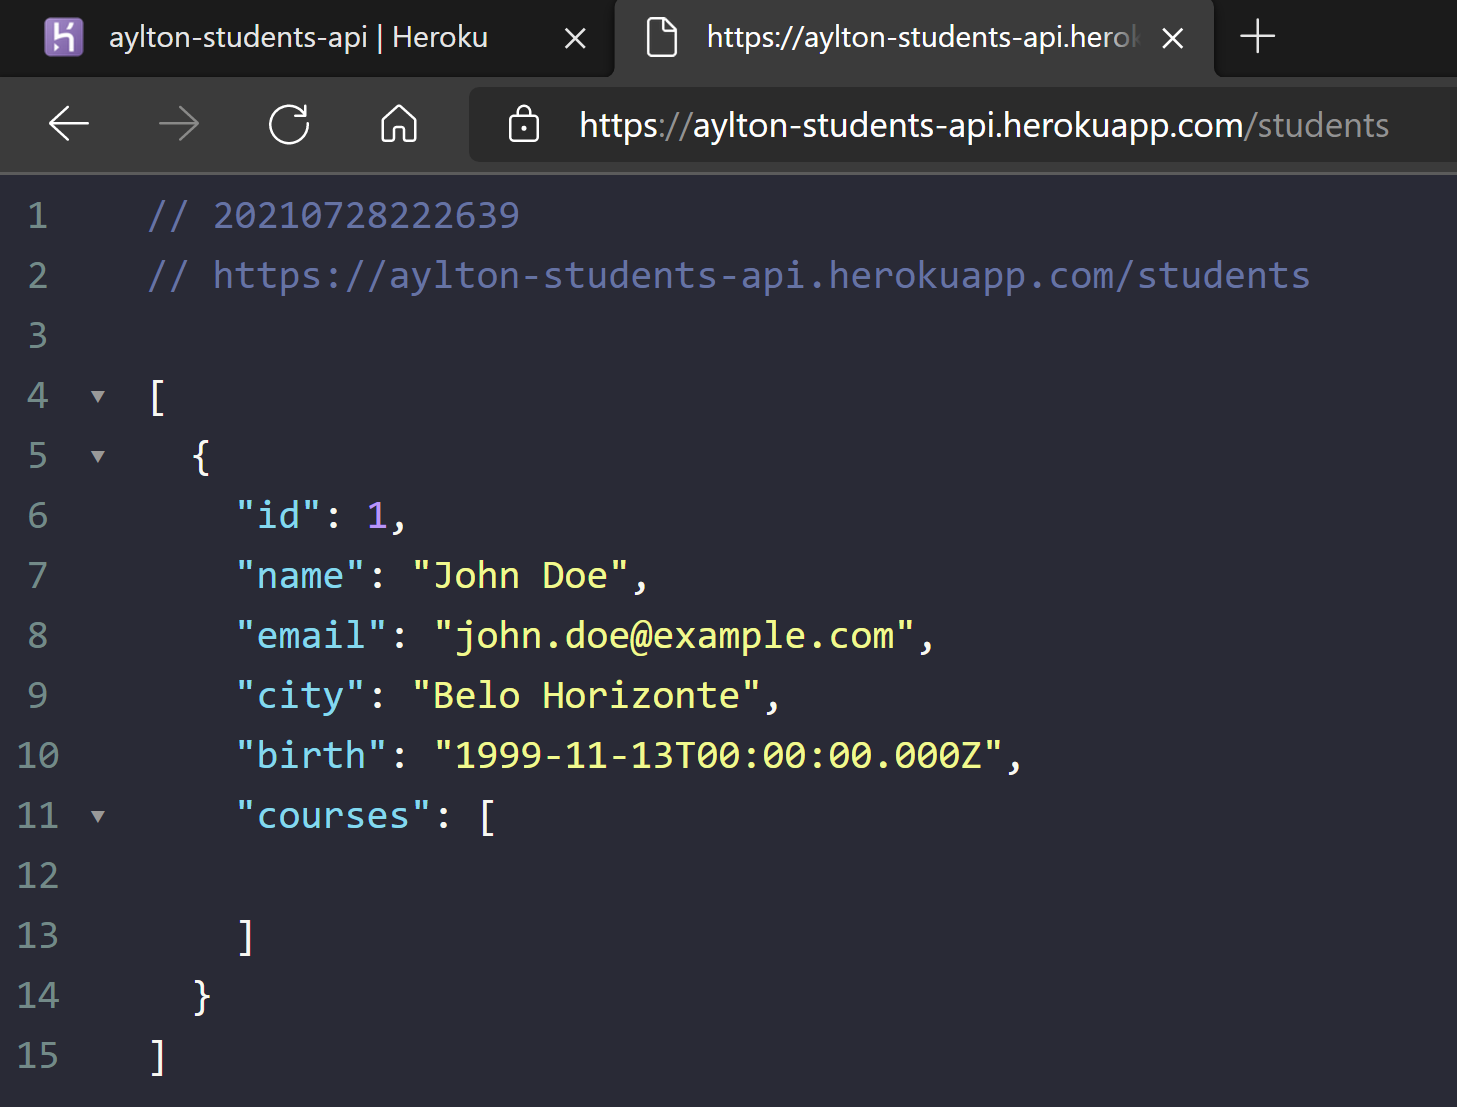 aylton-students-api | Heroku
https://aylton-students-api.herok
https://aylton-students-api.herokuapp.com/students
1 // 20210728222639
2 // https://aylton-students-api.herokuapp.com/students
3
4 [
5 {
6 "id": 1,
7 "name": "John Doe",
8 "email": "john.doe@example.com",
9 "city": "Belo Horizonte",
10 "birth": "1999-11-13T00:00:00.000Z",
11 "courses": [
12
13 ]
14 }
15 ]